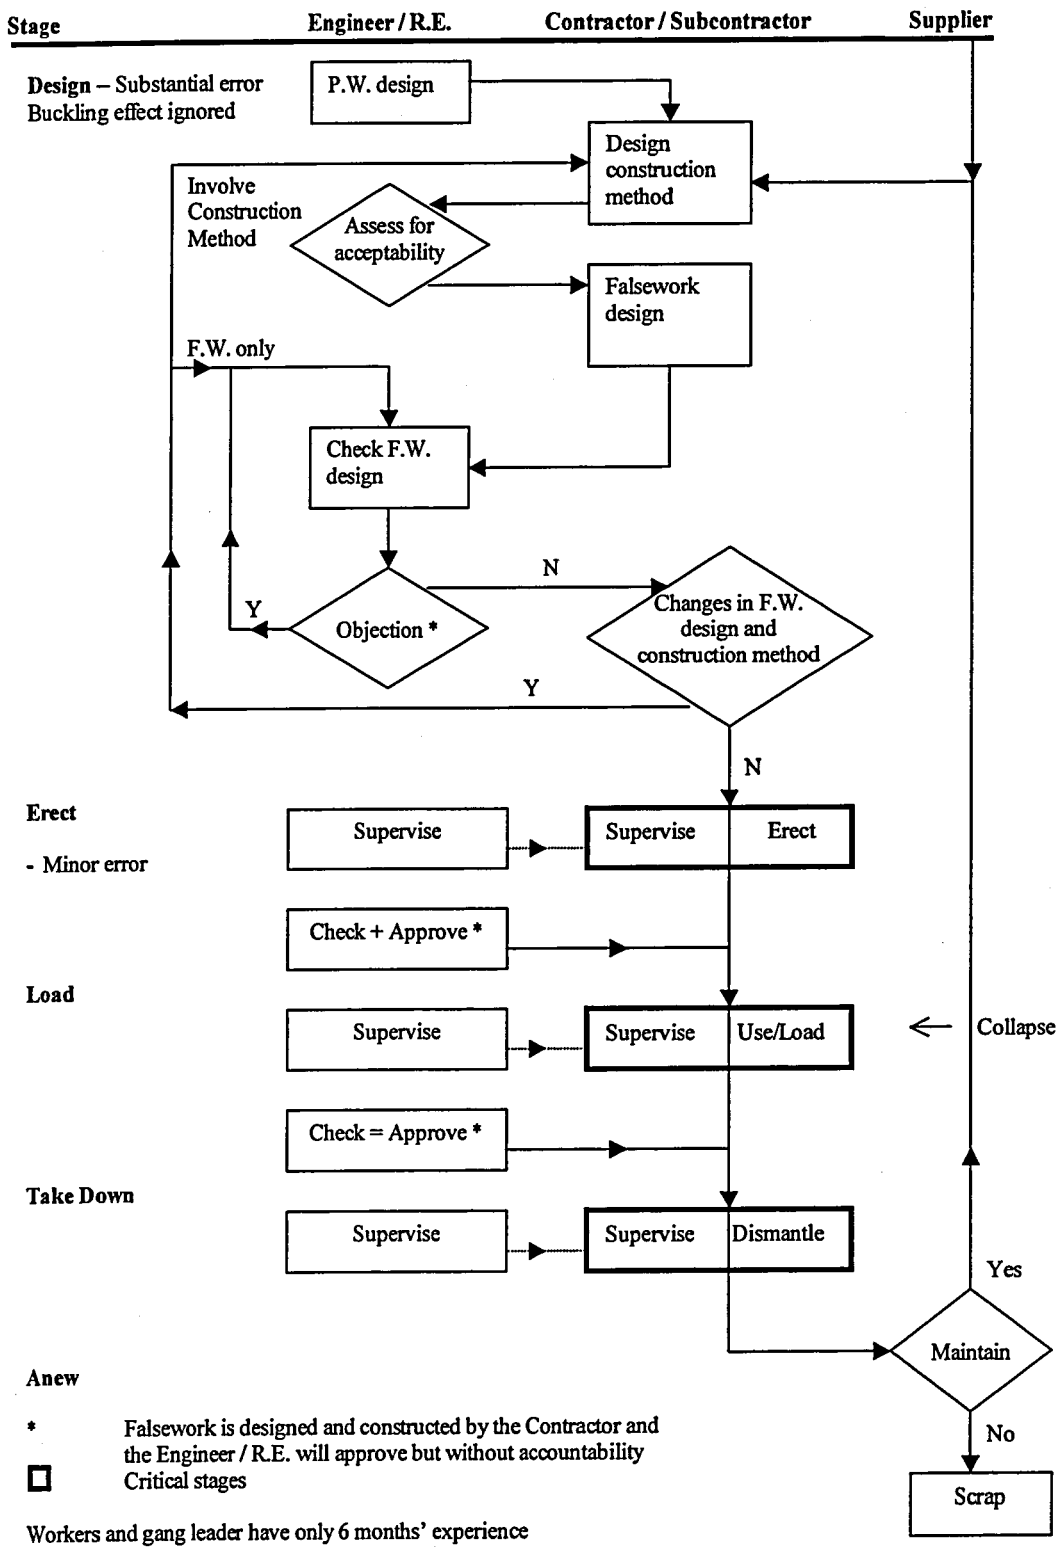 Stage Engineer / R.E. Contractor / Subcontractor Supplier
Design – Substantial error
Buckling effect ignored
P.W. design
Design
construction
method
Involve
Construction
Method
Assess for
acceptability
Falsework
design
F.W. only
Check F.W.
design
N
Y
Objection *
Changes in F.W.
design and
construction method
Y
N
Erect
- Minor error
Supervise
Supervise Erect
Check + Approve *
Load
Supervise
Supervise Use/Load
Collapse
Check = Approve *
Take Down
Supervise
Supervise Dismantle
Yes
Maintain
Anew
No
Scrap
* Falsework is designed and constructed by the Contractor and
the Engineer / R.E. will approve but without accountability
Critical stages
Workers and gang leader have only 6 months' experience